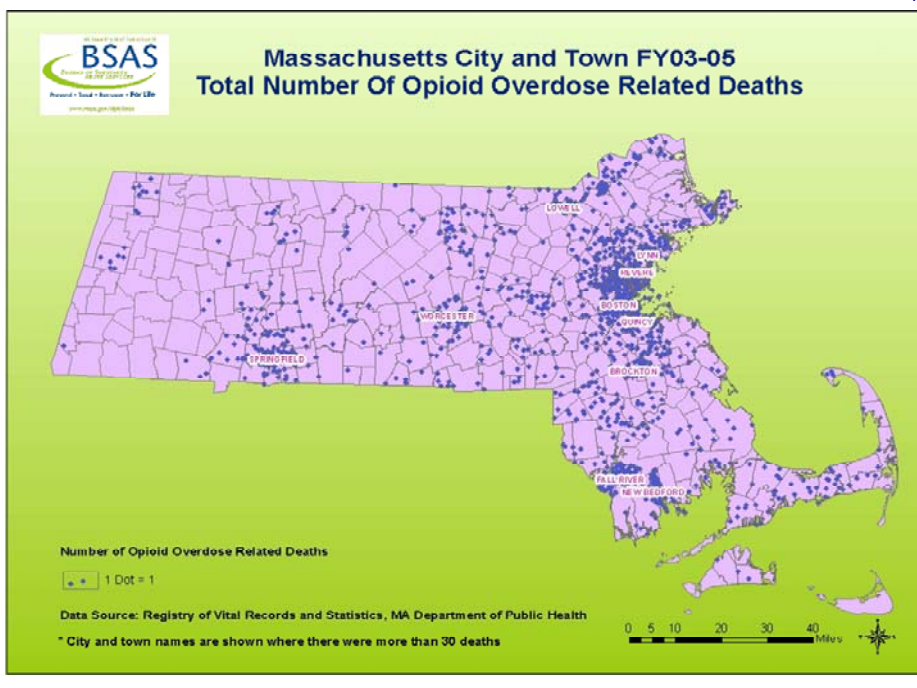 BSAS
Massachusetts City and Town FY03-05
Total Number Of Opioid Overdose Related Deaths
For Life
LOWELL
LYNN
REVERE
BOSTON
WORCESTER
QUINCY
SPRINGFIELD
BROCKTON
FALL RIVER
NEW BEDFORD
Number of Opioid Overdose Related Deaths
1 Dot = 1
Data Source: Registry of Vital Records and Statistics, MA Department of Public Health
* City and town names are shown where there were more than 30 deaths
0 5 10 20 30 40
Miles